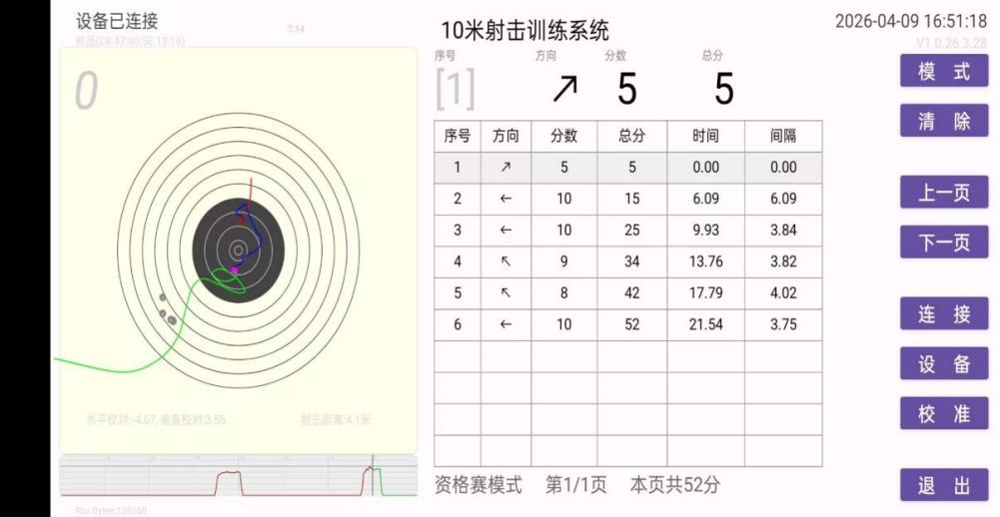 设备已连接
样品(C8:47:80:5E:13:16)
7:14
10米射击训练系统
2026-04-09 16:51:18
V1.0.26.3.28
0
序号 方向 分数 总分
[1] ↗ 5 5
序号 方向 分数 总分 时间 间隔
1 ↗ 5 5 0.00 0.00
2 ← 10 15 6.09 6.09
3 ← 10 25 9.93 3.84
4 ↖ 9 34 13.76 3.82
5 ↖ 8 42 17.79 4.02
6 ← 10 52 21.54 3.75
水平校对:-4.67, 垂直校对:3.55
射击距离:4.1米
资格赛模式 第1/1页 本页共52分
Rcv Bytes:138160
模 式
清 除
上一页
下一页
连 接
设 备
校 准
退 出